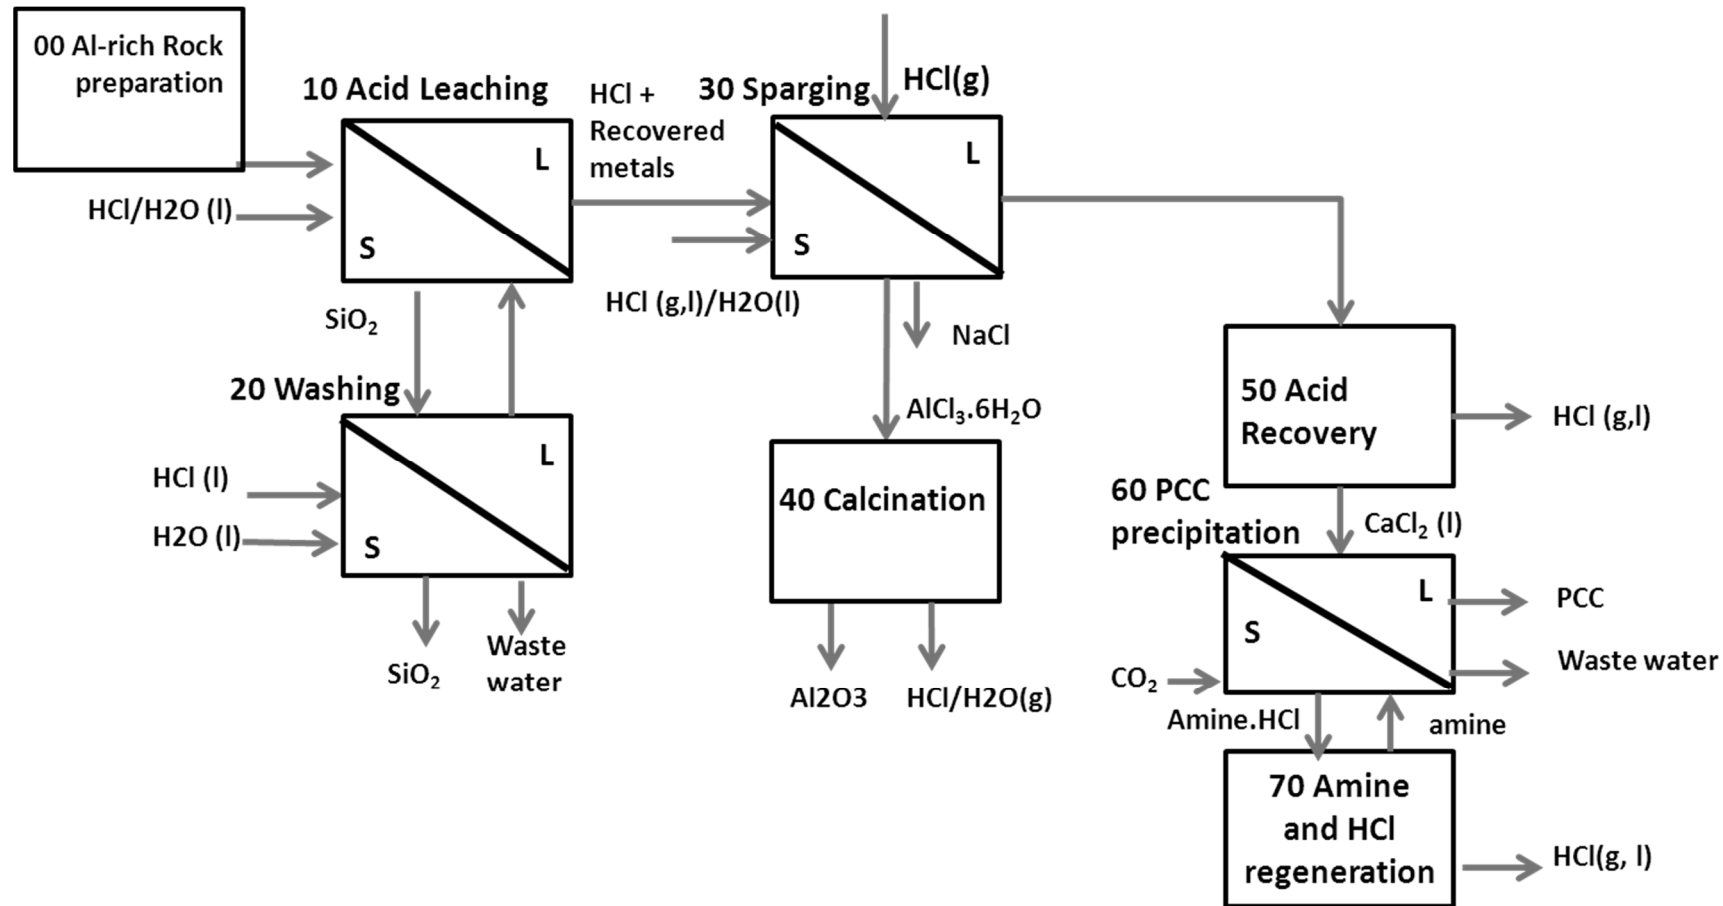 00 Al-rich Rock
preparation
10 Acid Leaching
HCl +
Recovered
metals
30 Sparging
HCl(g)
L
S
HCl/H2O (l)
L
S
HCl (g,l)/H2O(l)
SiO₂
NaCl
20 Washing
AlCl₃.6H₂O
L
S
HCl (l)
H2O (l)
SiO₂
Waste
water
40 Calcination
Al2O3
HCl/H2O(g)
50 Acid
Recovery
HCl (g,l)
60 PCC
precipitation
CaCl₂ (l)
L
S
PCC
Waste water
CO₂
Amine.HCl
amine
70 Amine
and HCl
regeneration
HCl(g, l)